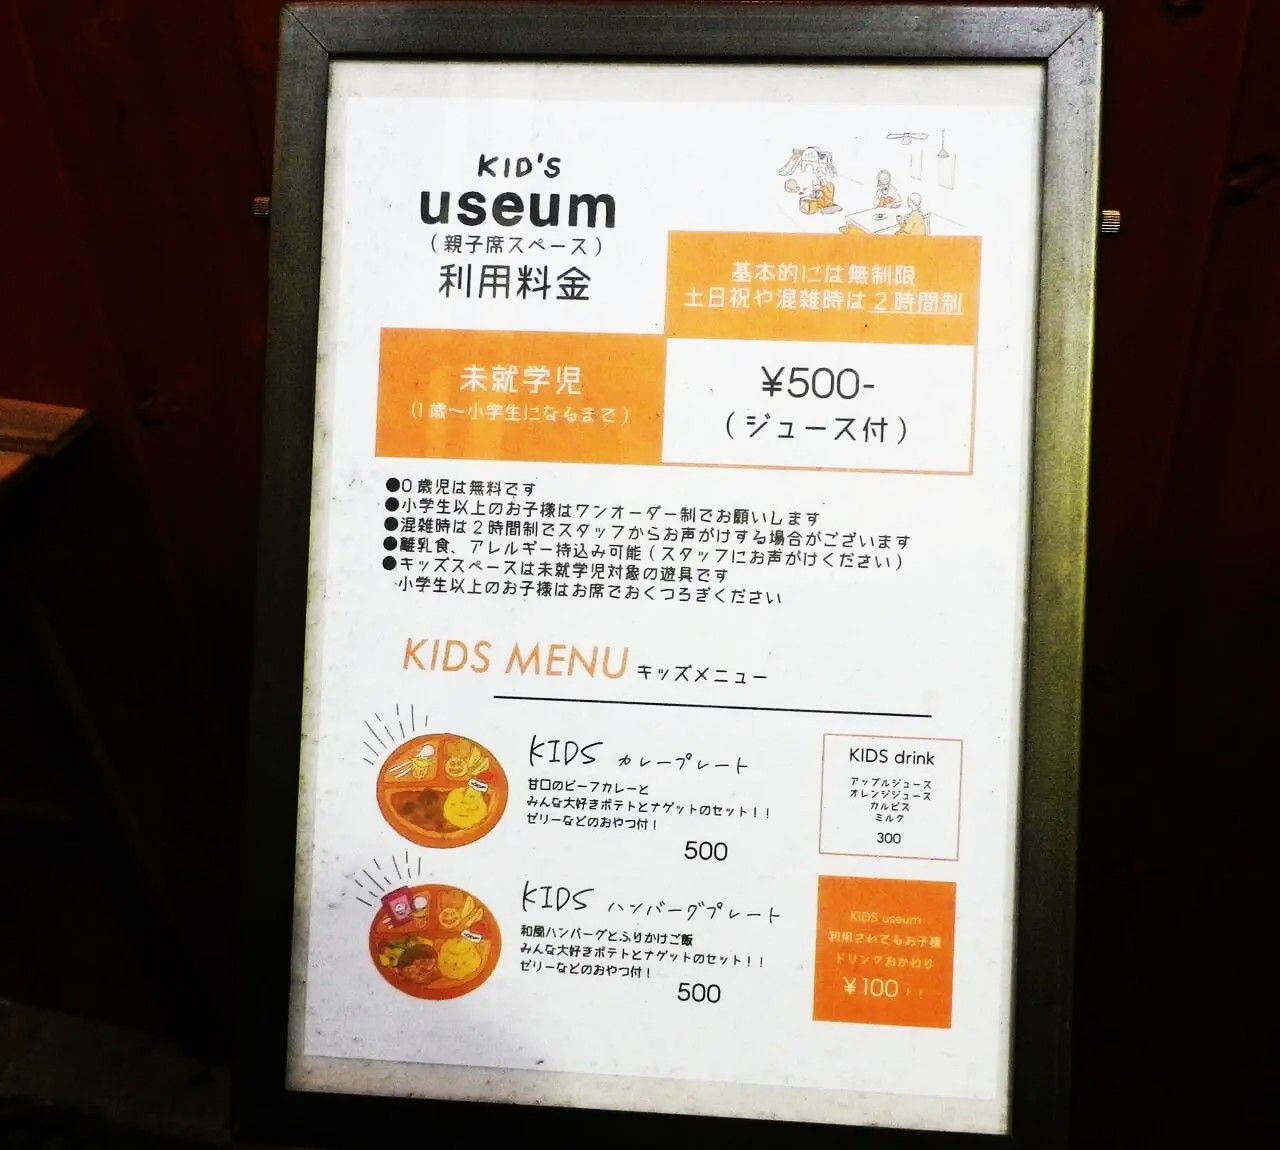 KID'S
useum
（親子席スペース）
利用料金
基本的には無制限
土日祝や混雑時は２時間制
未就学児
（1歳〜小学生になるまで）
¥500-
（ジュース付）
●0歳児は無料です
●小学生以上のお子様はワンオーダー制でお願いします
●混雑時は２時間制でスタッフからお声がけする場合がございます
●離乳食、アレルギー持込み可能（スタッフにお声がけください）
●キッズスペースは未就学児対象の遊具です
小学生以上のお子様はお席でおくつろぎください
KIDS MENU キッズメニュー
KIDS カレープレート
甘口のビーフカレーと
みんな大好きポテトとナゲットのセット！！
ゼリーなどのおやつ付！
500
KIDS drink
アップルジュース
オレンジジュース
カルピス
ミルク
300
KIDS ハンバーグプレート
和風ハンバーグとふりかけご飯
みんな大好きポテトとナゲットのセット！！
ゼリーなどのおやつ付！
500
KIDS useum
利用されてるお子様
ドリンクおかわり
¥100！！